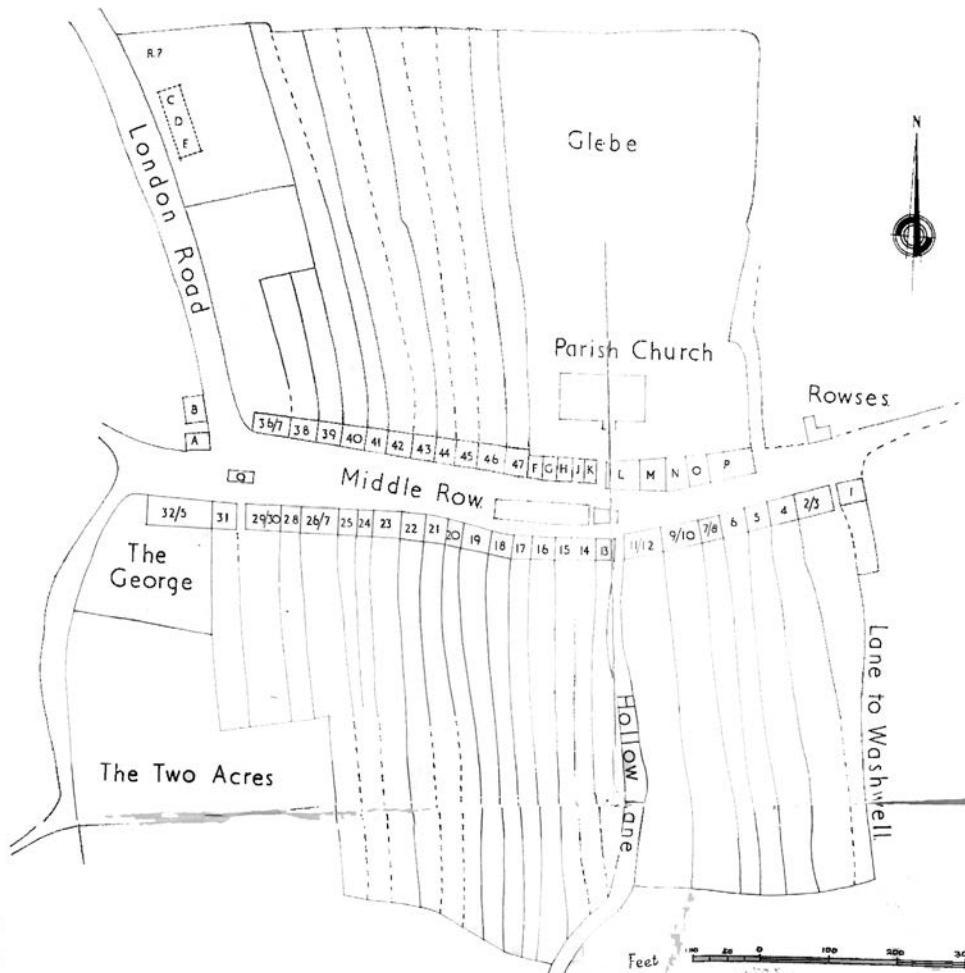 R.?
C
D
E
London Road
Glebe
N
Parish Church
Rowses
B
A
36/7 38 39 40 41 42 43 44 45 46 47 F G H J K L M N O P
Q
Middle Row.
32/5 31 29/30 28 26/7 25 24 23 22 21 20 19 18 17 16 15 14 13 11/12 9/10 7/8 6 5 4 2/3 1
The
George
Hollow Lane
Lane to Washwell.
The Two Acres
Feet 0 100 200